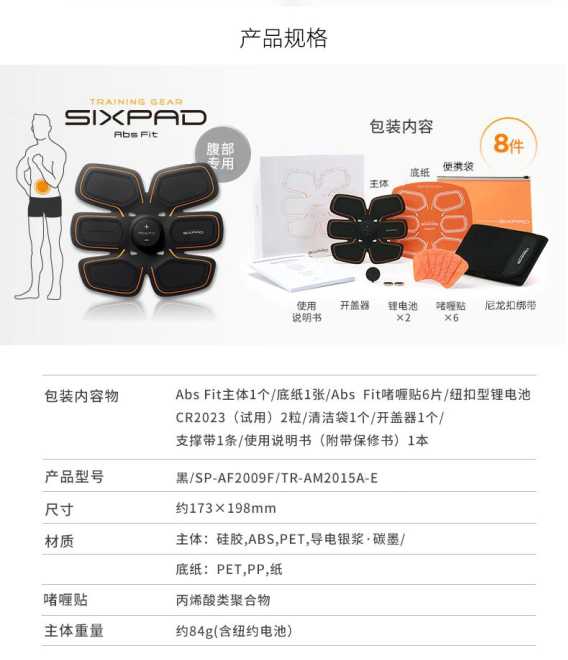 产品规格
TRAINING GEAR
SIXPAD
Abs Fit
腹部
专用
包装内容
8件
主体
底纸
便携袋
SIXPAD
使用
说明书
开盖器
锂电池
×2
啫喱贴
×6
尼龙扣绑带
包装内容物
Abs Fit主体1个/底纸1张/Abs Fit啫喱贴6片/纽扣型锂电池
CR2023（试用）2粒/清洁袋1个/开盖器1个/
支撑带1条/使用说明书（附带保修书）1本
产品型号
黑/SP-AF2009F/TR-AM2015A-E
尺寸
约173×198mm
材质
主体：硅胶,ABS,PET,导电银浆·碳墨/
底纸：PET,PP,纸
啫喱贴
丙烯酸类聚合物
主体重量
约84g(含纽约电池）